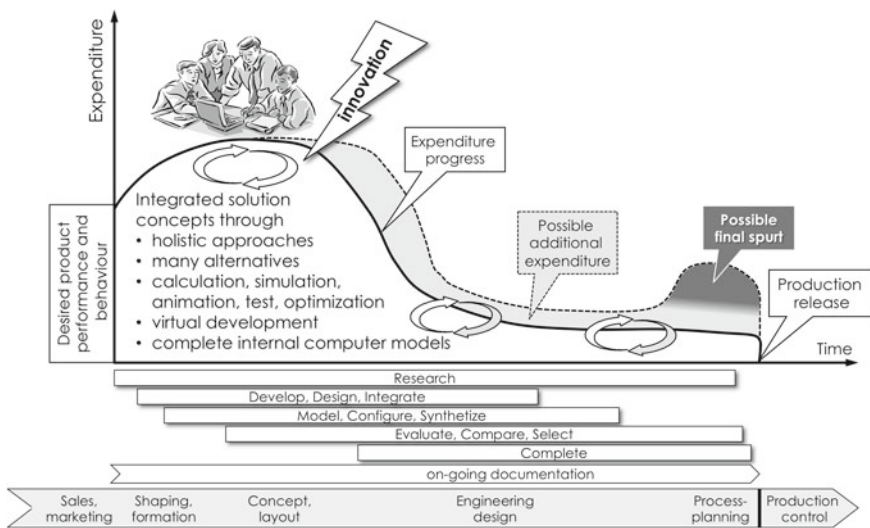 Expenditure
innovation
Expenditure
progress
Integrated solution
concepts through
• holistic approaches
• many alternatives
• calculation, simulation,
animation, test, optimization
• virtual development
• complete internal computer models
Desired product
performance and
behaviour
Possible
additional
expenditure
Possible
final spurt
Production
release
Time
Research
Develop, Design, Integrate
Model, Configure, Synthetize
Evaluate, Compare, Select
Complete
on-going documentation
Sales,
marketing
Shaping,
formation
Concept,
layout
Engineering
design
Process-
planning
Production
control